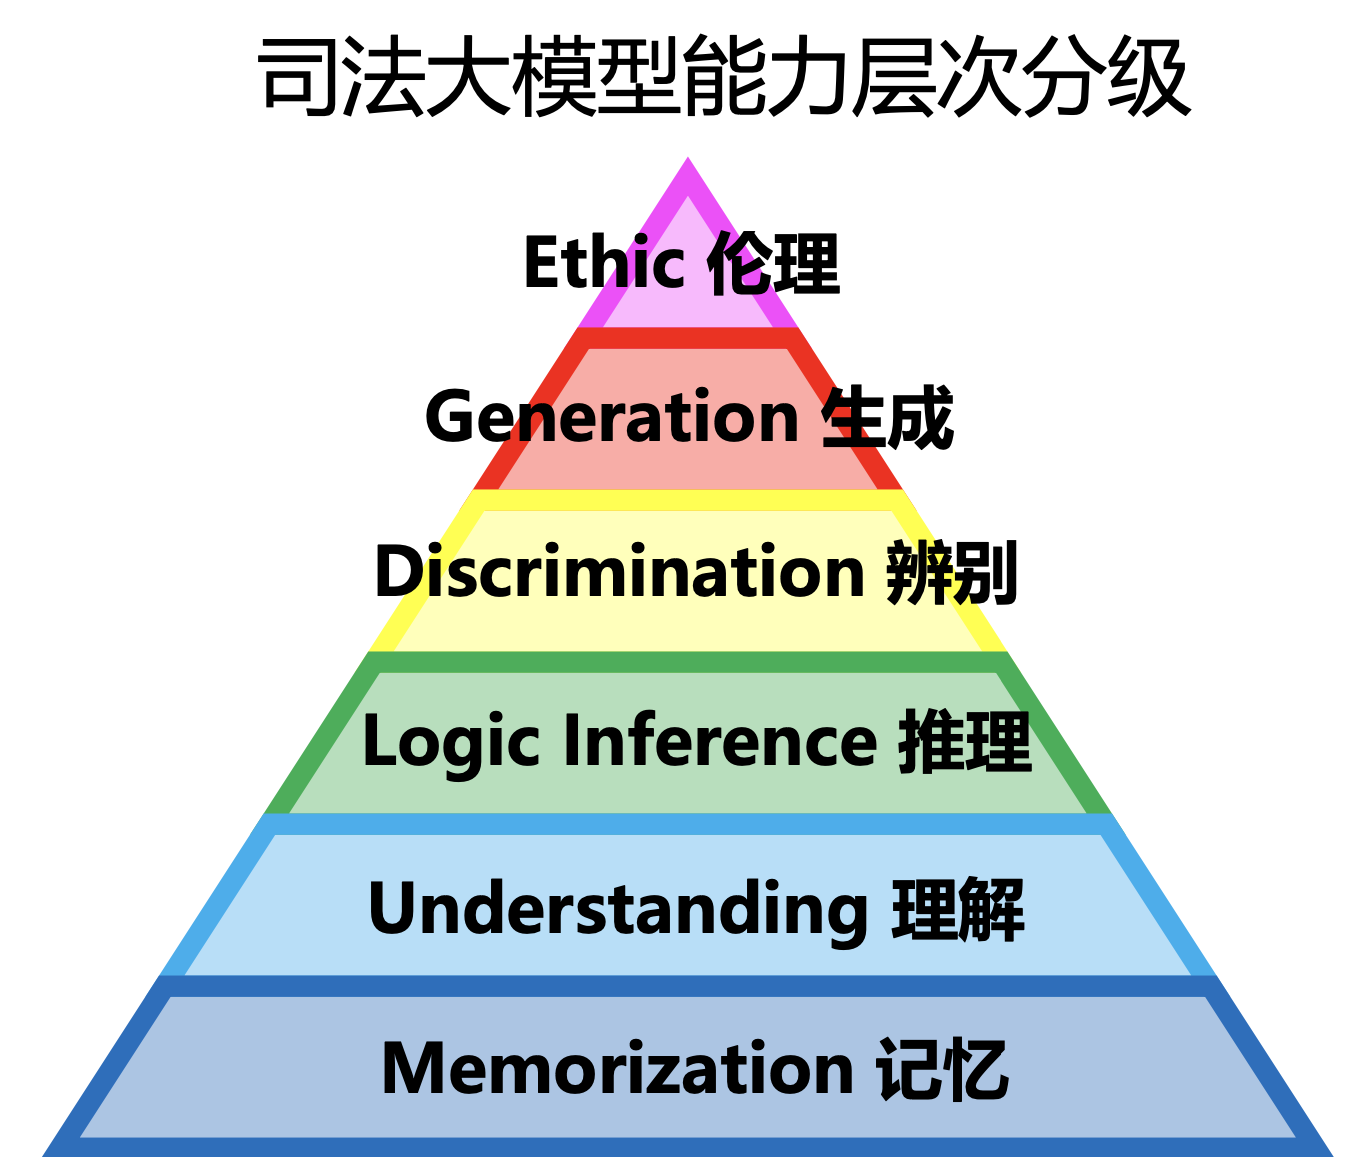 司法大模型能力层次分级
Ethic 伦理
Generation 生成
Discrimination 辨别
Logic Inference 推理
Understanding 理解
Memorization 记忆